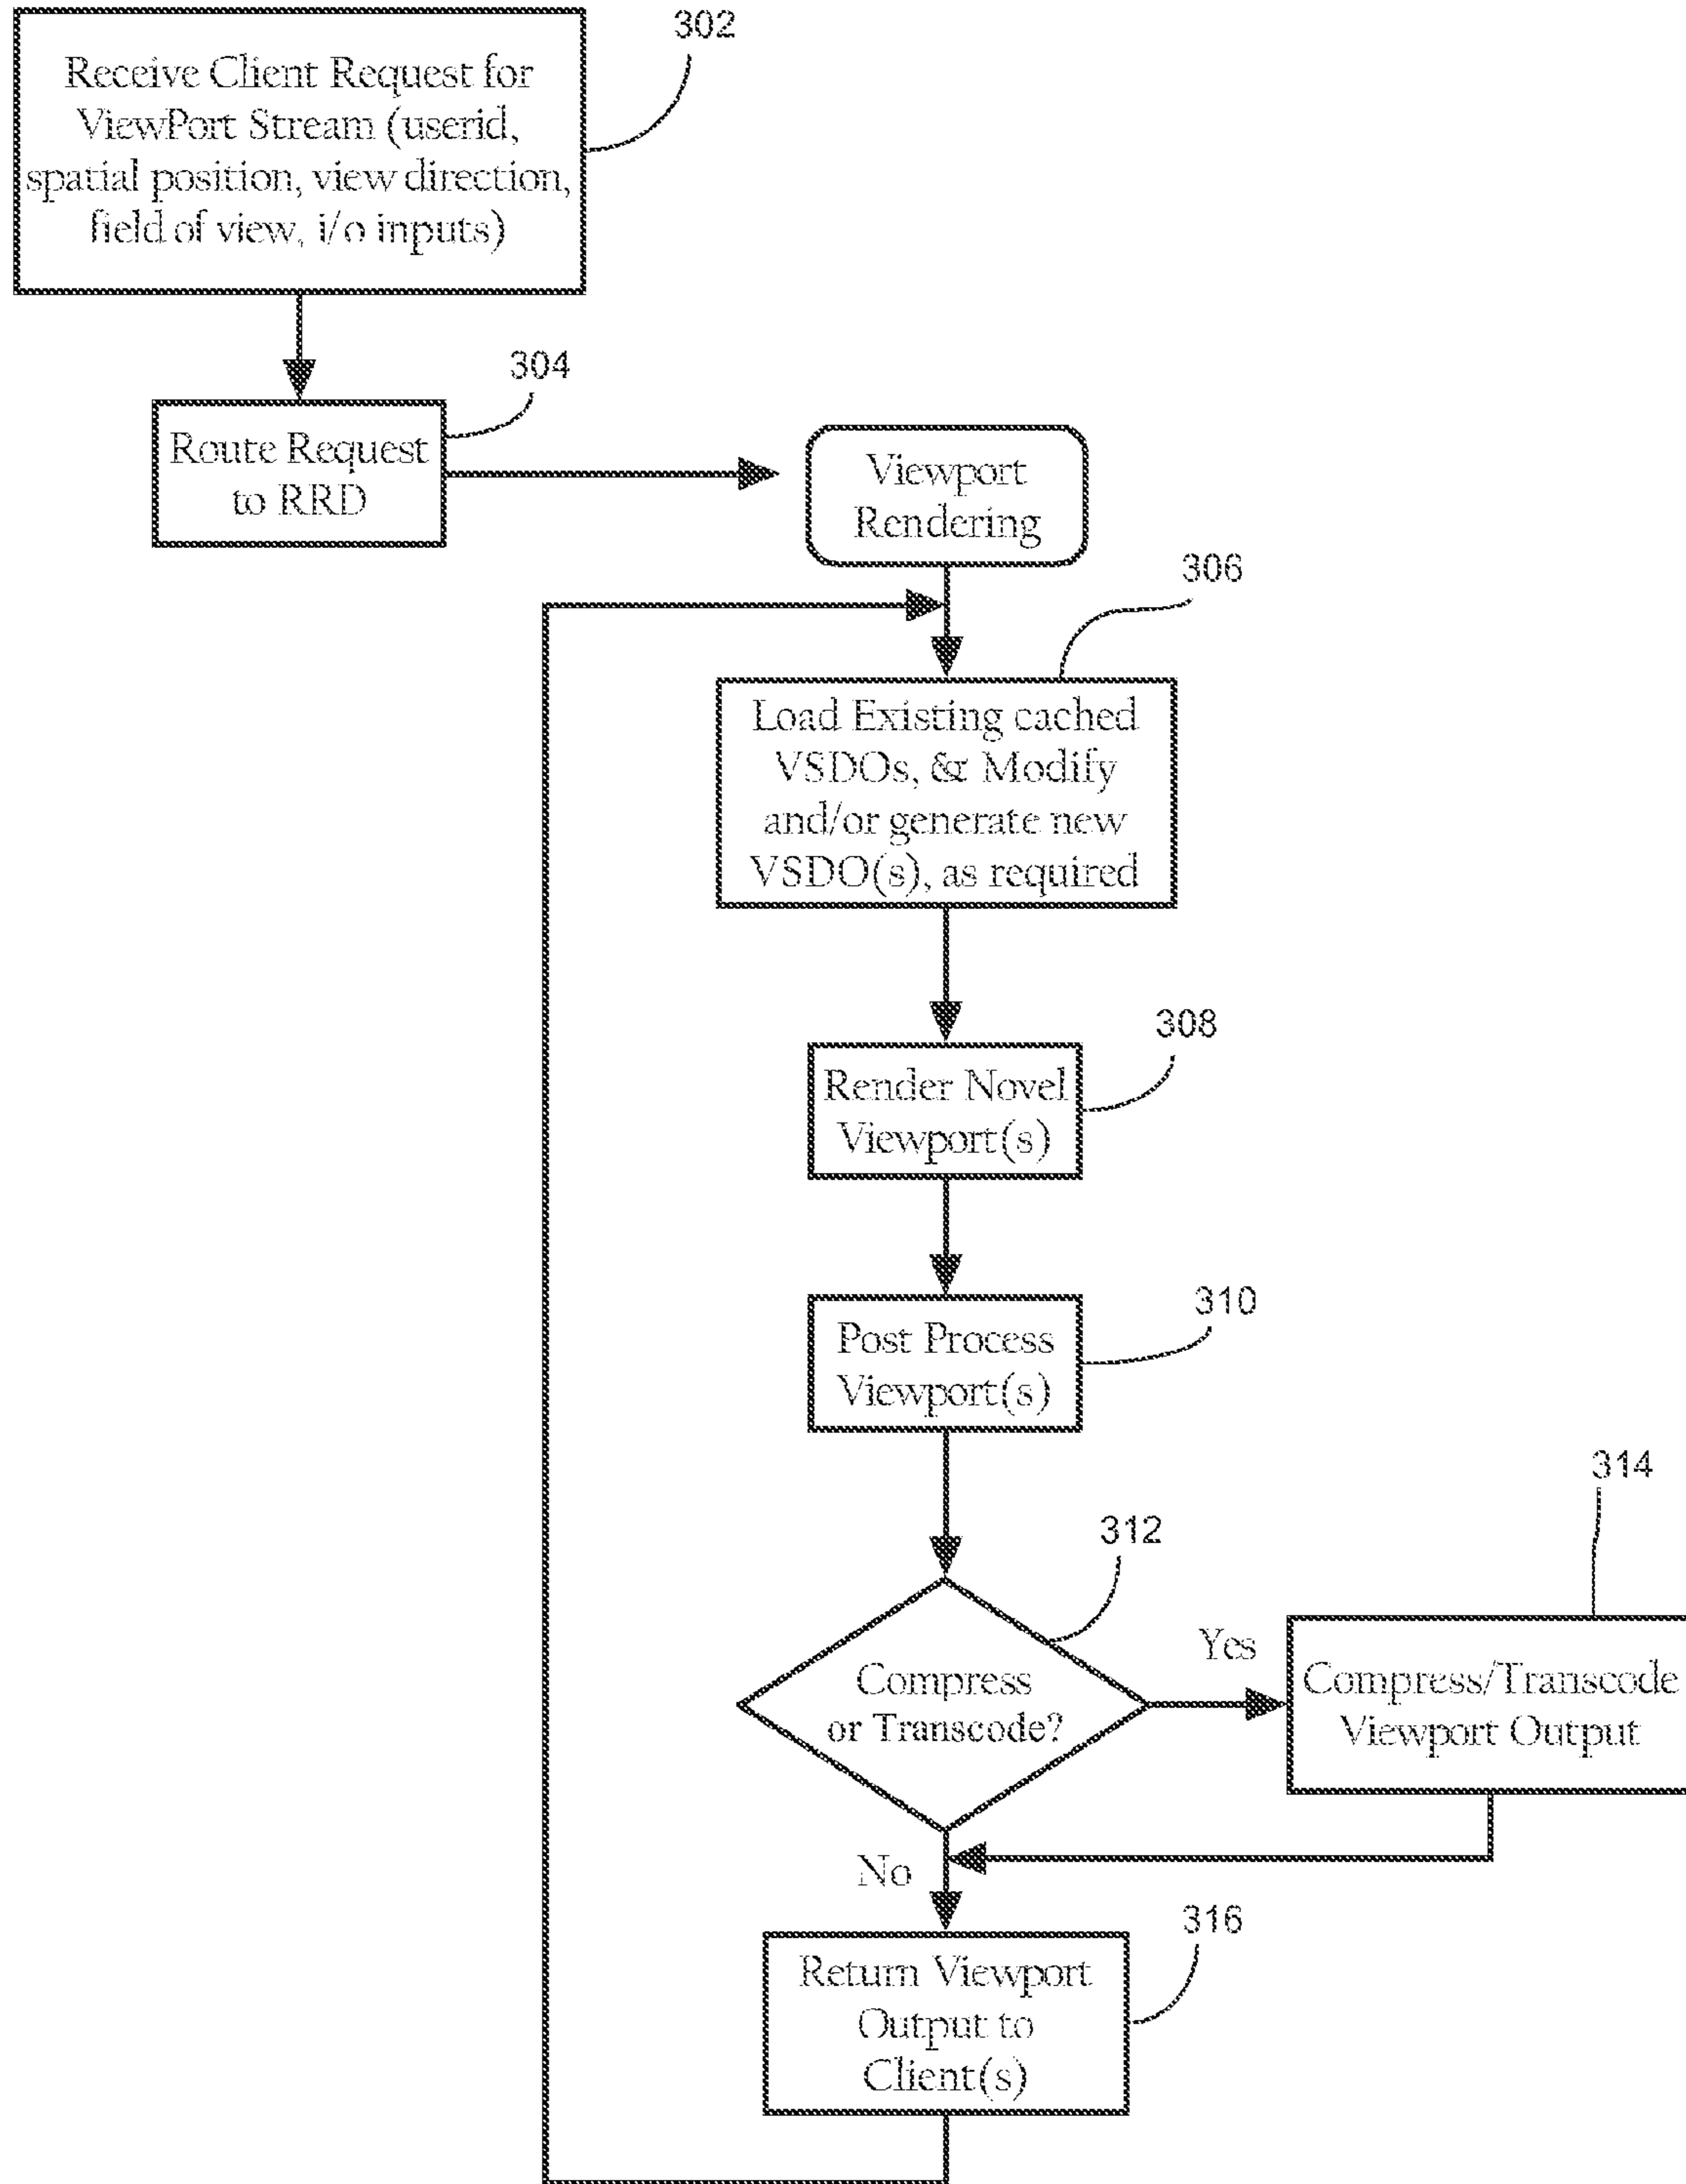 302
Receive Client Request for
ViewPort Stream (userid,
spatial position, view direction,
field of view, i/o inputs)
304
Route Request
to RRD
Viewport
Rendering
306
Load Existing cached
VSDOs, & Modify
and/or generate new
VSDO(s), as required
308
Render Novel
Viewport(s)
310
Post Process
Viewport(s)
312
Compress
or Transcode?
Yes
314
Compress/Transcode
Viewport Output
No
316
Return Viewport
Output to
Client(s)